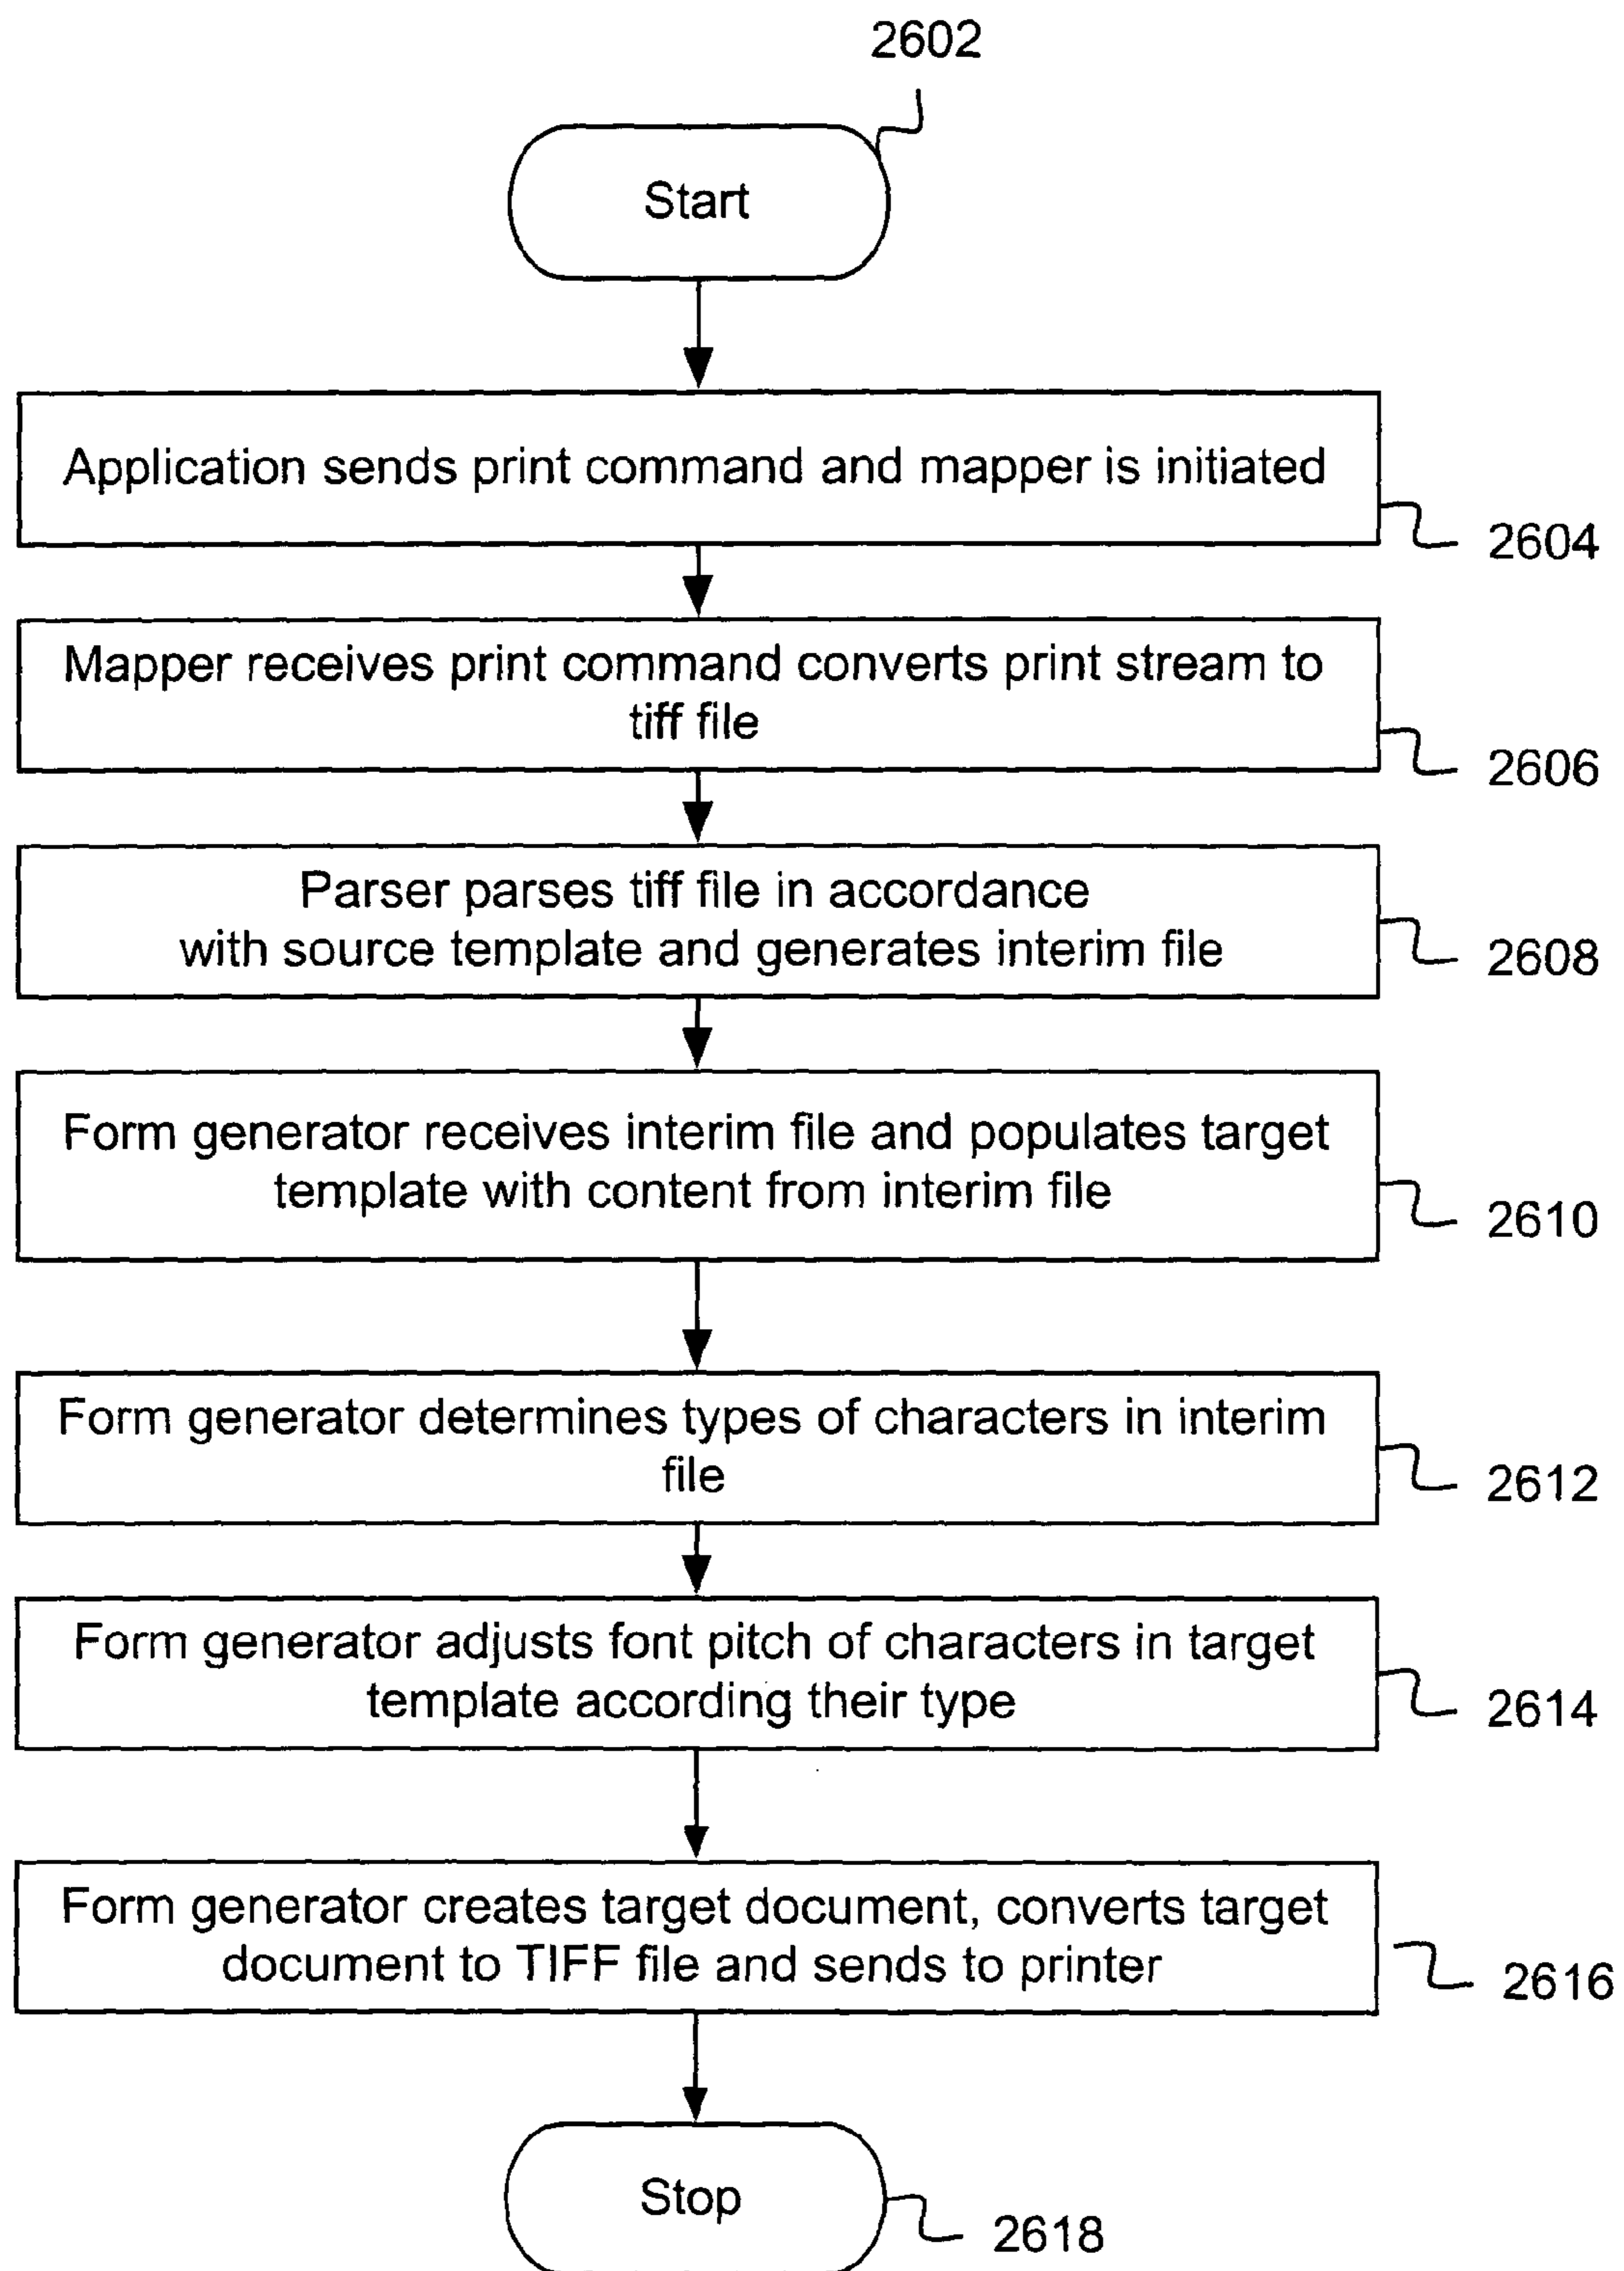 2602
Start
Application sends print command and mapper is initiated
2604
Mapper receives print command converts print stream to
tiff file
2606
Parser parses tiff file in accordance
with source template and generates interim file
2608
Form generator receives interim file and populates target
template with content from interim file
2610
Form generator determines types of characters in interim
file
2612
Form generator adjusts font pitch of characters in target
template according their type
2614
Form generator creates target document, converts target
document to TIFF file and sends to printer
2616
Stop
2618